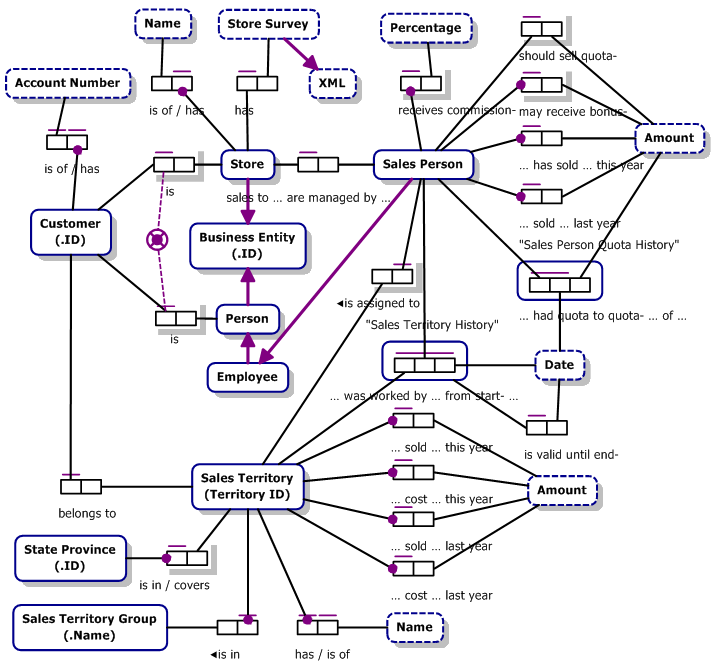 Name
Store Survey
Percentage
should sell quota-
Account Number
XML
is of / has
has
receives commission-
may receive bonus-
Amount
is of / has
Store
Sales Person
... has sold ... this year
is
sales to ... are managed by ...
Customer
(.ID)
Business Entity
(.ID)
... sold ... last year
"Sales Person Quota History"
◄is assigned to
"Sales Territory History"
... had quota to quota- ... of ...
Person
is
Employee
Date
... was worked by ... from start- ...
... sold ... this year
is valid until end-
Sales Territory
(Territory ID)
... cost ... this year
Amount
belongs to
... sold ... last year
State Province
(.ID)
is in / covers
... cost ... last year
Sales Territory Group
(.Name)
◄is in
has / is of
Name